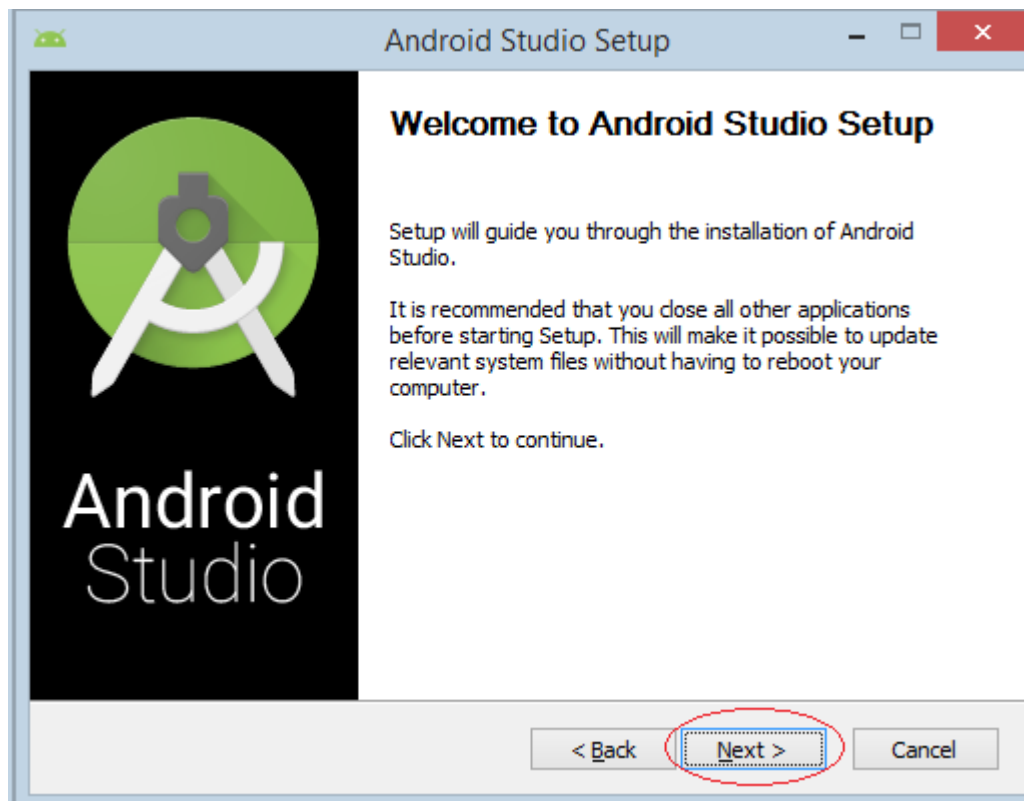 Android Studio Setup
Welcome to Android Studio Setup
Setup will guide you through the installation of Android
Studio.
It is recommended that you close all other applications
before starting Setup. This will make it possible to update
relevant system files without having to reboot your
computer.
Click Next to continue.
Android
Studio
< Back
Next >
Cancel